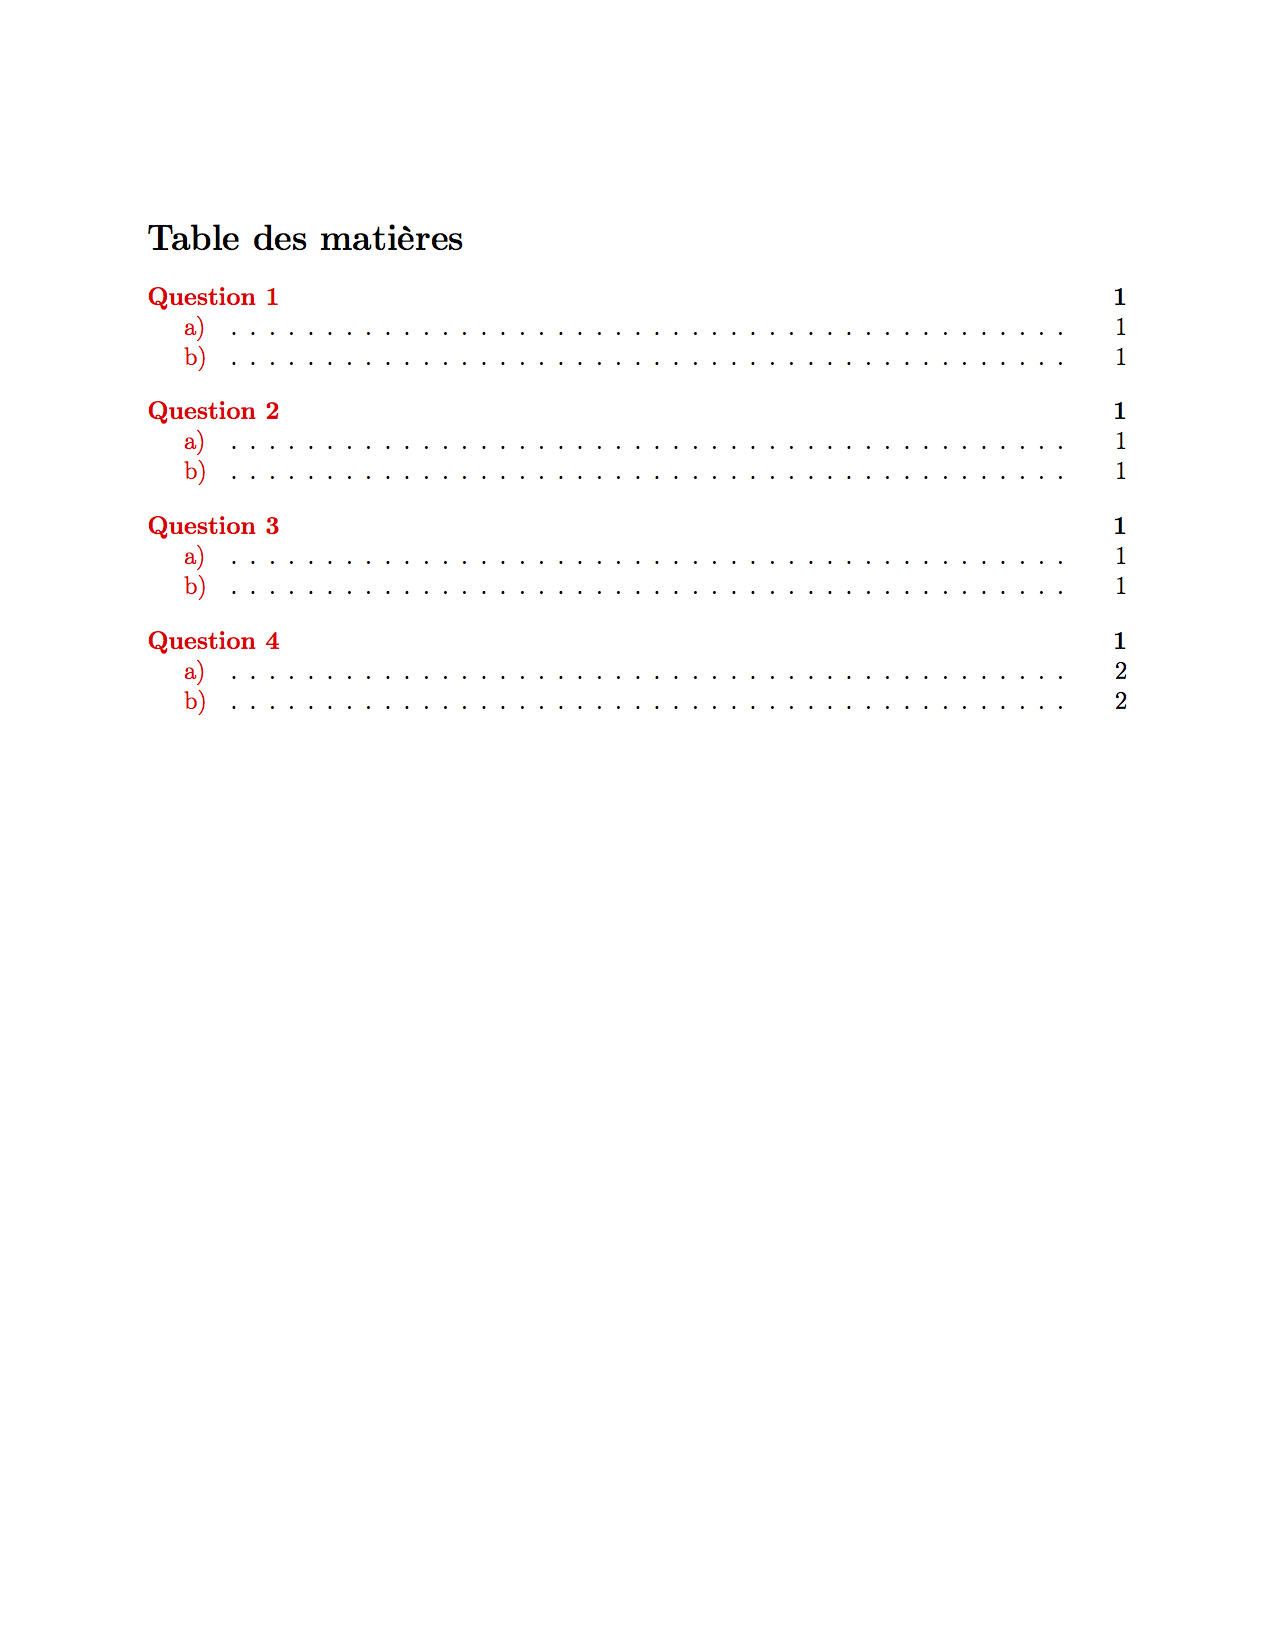 Table des matières
Question 1 1
a) . . . . . . . . . . . . . . . . . . . . . . . . . . . . . . . . . . . . . . . . . . . . 1
b) . . . . . . . . . . . . . . . . . . . . . . . . . . . . . . . . . . . . . . . . . . . . 1
Question 2 1
a) . . . . . . . . . . . . . . . . . . . . . . . . . . . . . . . . . . . . . . . . . . . . 1
b) . . . . . . . . . . . . . . . . . . . . . . . . . . . . . . . . . . . . . . . . . . . . 1
Question 3 1
a) . . . . . . . . . . . . . . . . . . . . . . . . . . . . . . . . . . . . . . . . . . . . 1
b) . . . . . . . . . . . . . . . . . . . . . . . . . . . . . . . . . . . . . . . . . . . . 1
Question 4 1
a) . . . . . . . . . . . . . . . . . . . . . . . . . . . . . . . . . . . . . . . . . . . . 2
b) . . . . . . . . . . . . . . . . . . . . . . . . . . . . . . . . . . . . . . . . . . . . 2